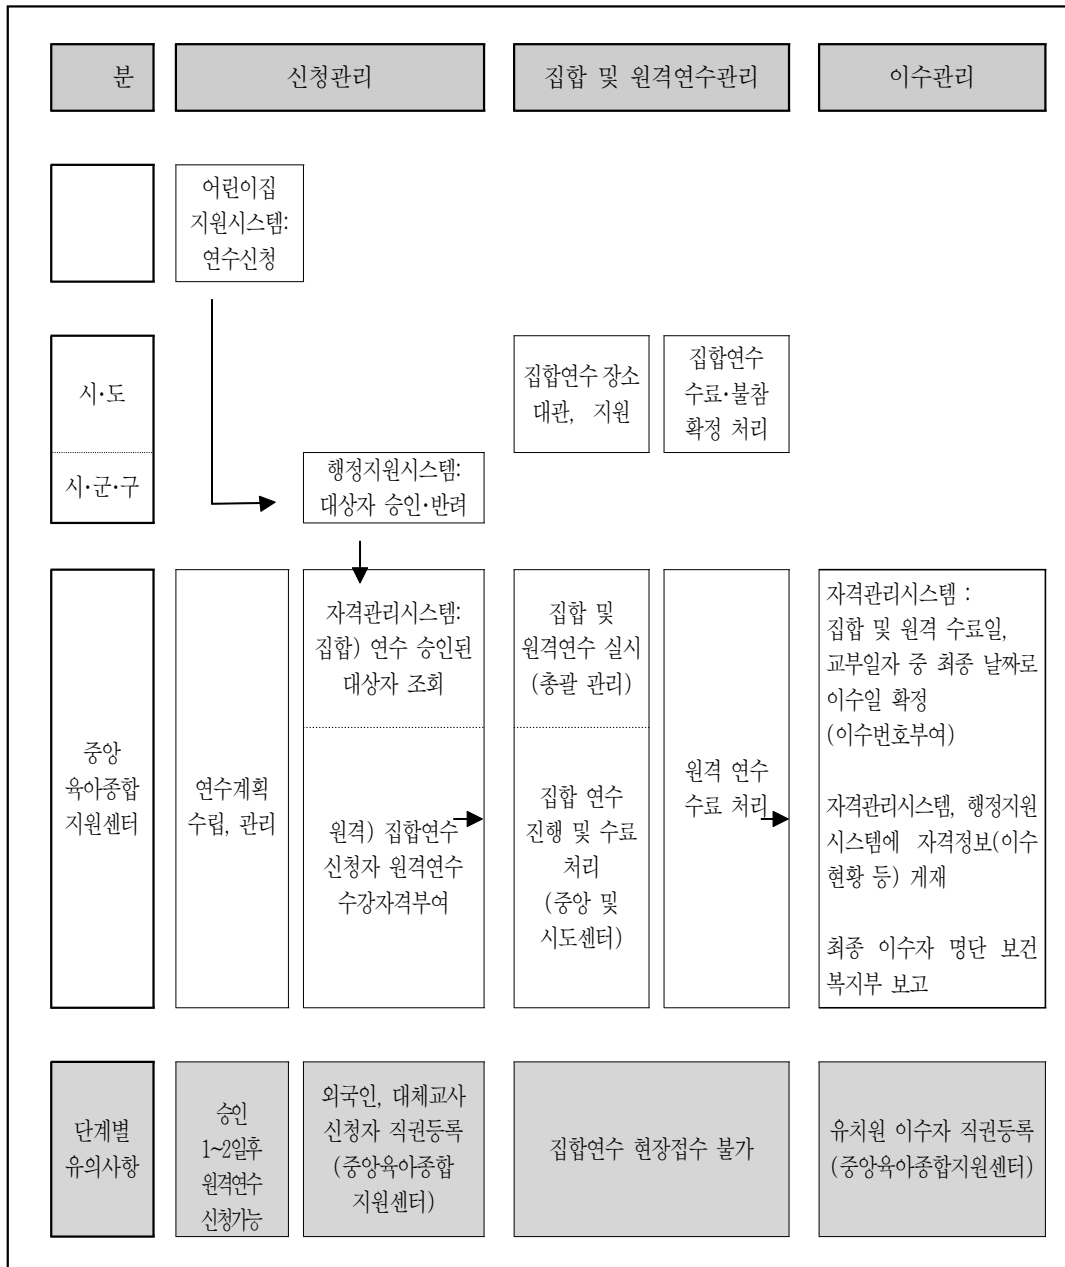 분
신청관리
집합 및 원격연수관리
이수관리
어린이집
지원시스템:
연수신청
시·도
집합연수 장소
대관, 지원
집합연수
수료·불참
확정 처리
시·군·구
행정지원시스템:
대상자 승인·반려
중앙
육아종합
지원센터
연수계획
수립, 관리
자격관리시스템:
집합) 연수 승인된
대상자 조회
원격) 집합연수
신청자 원격연수
수강자격부여
집합 및
원격연수 실시
(총괄 관리)
집합 연수
진행 및 수료
처리
(중앙 및
시도센터)
원격 연수
수료 처리
자격관리시스템 :
집합 및 원격 수료일,
교부일자 중 최종 날짜로
이수일 확정
(이수번호부여)
자격관리시스템, 행정지원
시스템에 자격정보(이수
현황 등) 게재
최종 이수자 명단 보건
복지부 보고
단계별
유의사항
승인
1~2일후
원격연수
신청가능
외국인, 대체교사
신청자 직권등록
(중앙육아종합
지원센터)
집합연수 현장접수 불가
유치원 이수자 직권등록
(중앙육아종합지원센터)